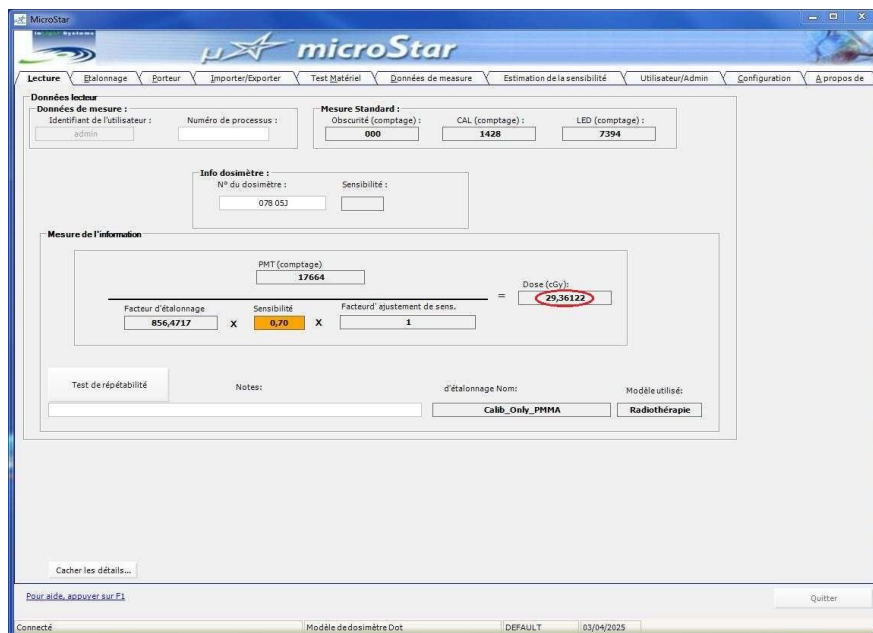 MicroStar
microStar
Lecture Etalonnage Porteur Importer/Exporter Test Matériel Données de mesure Estimation de la sensibilité Utilisateur/Admin Configuration A propos de
Données lecteur
Données de mesure :
Identifiant de l'utilisateur : Numéro de processus :
admin
Mesure Standard :
Obscurité (comptage) : CAL (comptage) : LED (comptage) :
000 1428 7394
Info dosimètre :
N° du dosimètre : Sensibilité :
078 05J
Mesure de l'information
PMT (comptage)
17664
Dose (cGy):
= 29,36122
Facteur d'étalonnage Sensibilité Facteur d' ajustement de sens.
856,4717 X 0,70 X 1
Test de répétabilité Notes: d'étalonnage Nom: Modèle utilisé:
Calib_Only_PMMA Radiothérapie
Cacher les détails...
Pour aide, appuyer sur F1
Quitter
Connecté Modèle de dosimètre Dot DEFAULT 03/04/2025